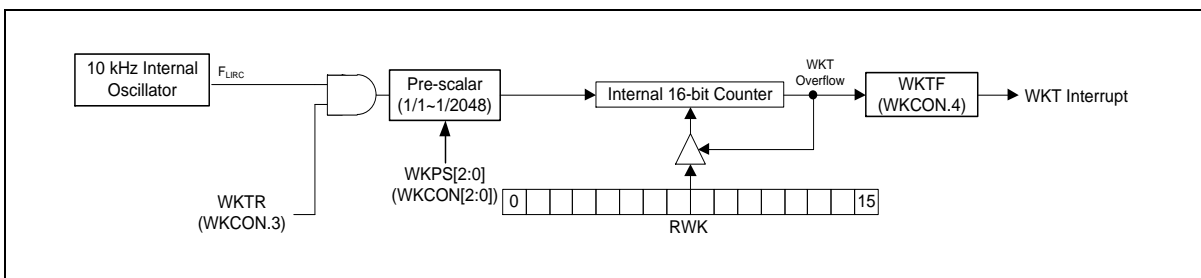 10 kHz Internal
Oscillator
FLIRC
WKTR
(WKCON.3)
Pre-scalar
(1/1~1/2048)
WKPS[2:0]
(WKCON[2:0])
Internal 16-bit Counter
WKT
Overflow
WKTF
(WKCON.4)
WKT Interrupt
0
15
RWK